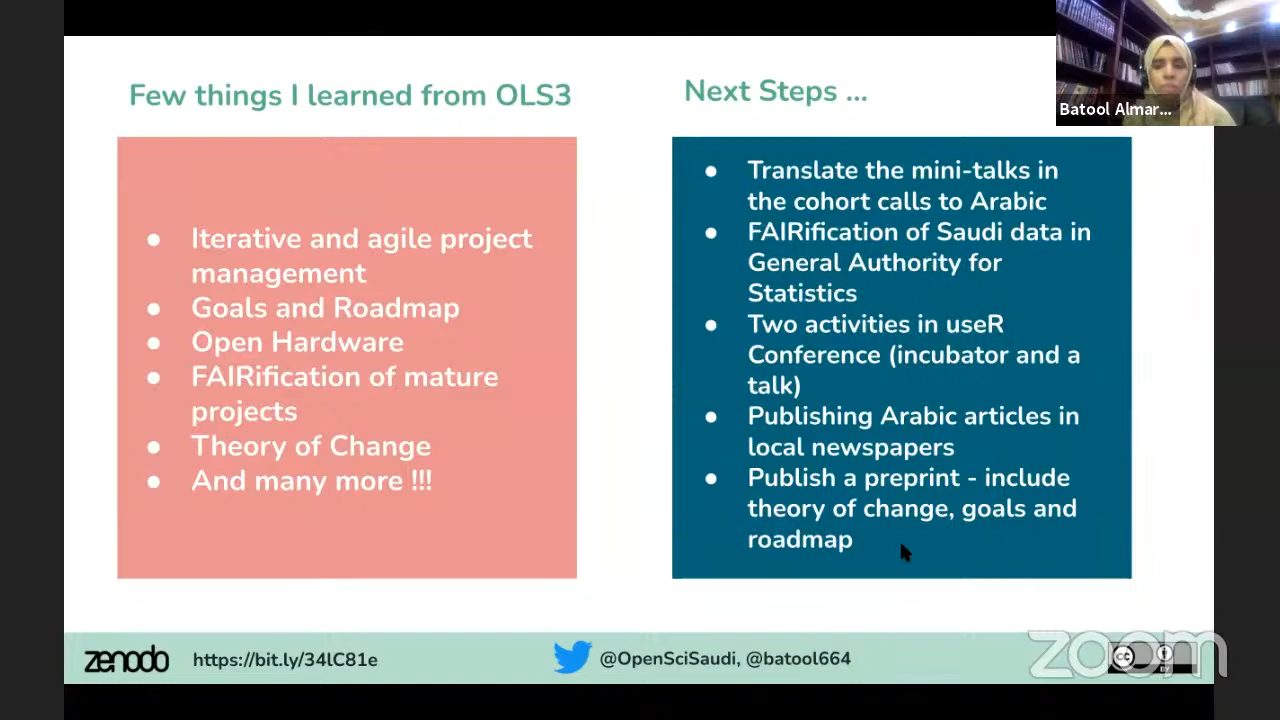 Few things I learned from OLS3
● Iterative and agile project
management
● Goals and Roadmap
● Open Hardware
● FAIRification of mature
projects
● Theory of Change
● And many more !!!
Next Steps ...
● Translate the mini-talks in
the cohort calls to Arabic
● FAIRification of Saudi data in
General Authority for
Statistics
● Two activities in useR
Conference (incubator and a
talk)
● Publishing Arabic articles in
local newspapers
● Publish a preprint - include
theory of change, goals and
roadmap
Batool Almar...
zenodo
https://bit.ly/34lC81e
@OpenSciSaudi, @batool664
zoom
cc
BY